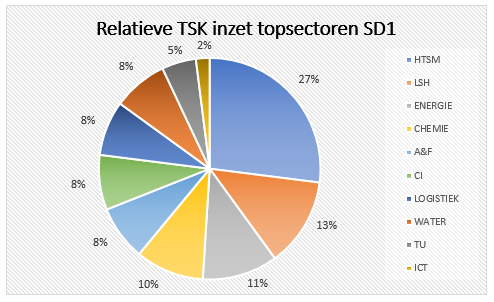 Relatieve TSK inzet topsectoren SD1
27%
13%
11%
10%
8%
8%
8%
8%
5%
2%
HTSM
LSH
ENERGIE
CHEMIE
A&F
CI
LOGISTIEK
WATER
TU
ICT